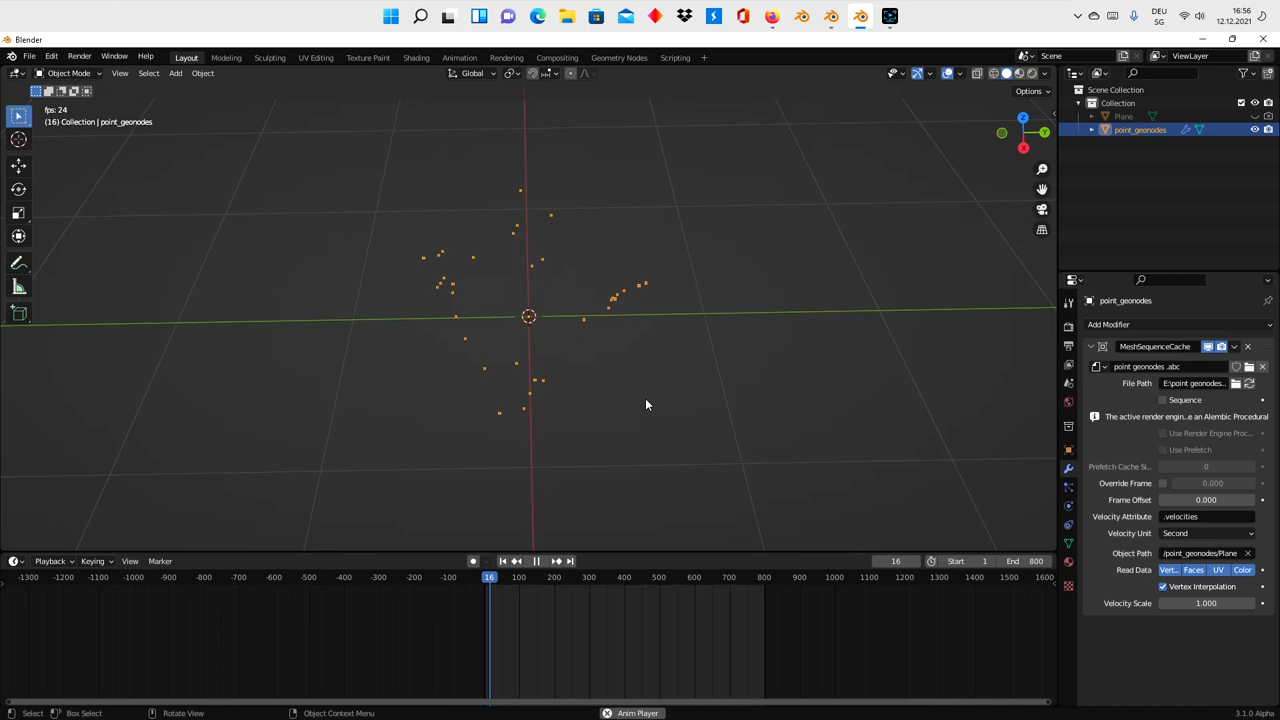 DEU
SG
16:56
12.12.2021
Blender
File Edit Render Window Help
Layout Modeling Sculpting UV Editing Texture Paint Shading Animation Rendering Compositing Geometry Nodes Scripting +
Scene
ViewLayer
Object Mode View Select Add Object
Global
Options
fps: 24
(16) Collection | point_geonodes
Z
Y
X
Scene Collection
Collection
Plane
point_geonodes
point_geonodes
Add Modifier
MeshSequenceCache
point geonodes .abc
File Path E:\point geonodes...
Sequence
The active render engin...e an Alembic Procedural
Use Render Engine Proc...
Use Prefetch
Prefetch Cache Si... 0
Override Frame 0.000
Frame Offset 0.000
Velocity Attribute .velocities
Velocity Unit Second
Object Path /point_geonodes/Plane
Read Data Vert... Faces UV Color
Vertex Interpolation
Velocity Scale 1.000
Playback Keying View Marker
16 Start 1 End 800
-1300 -1200 -1100 -1000 -900 -800 -700 -600 -500 -400 -300 -200 -100 16 100 200 300 400 500 600 700 800 900 1000 1100 1200 1300 1400 1500 1600
Select Box Select Rotate View Object Context Menu Anim Player 3.1.0 Alpha